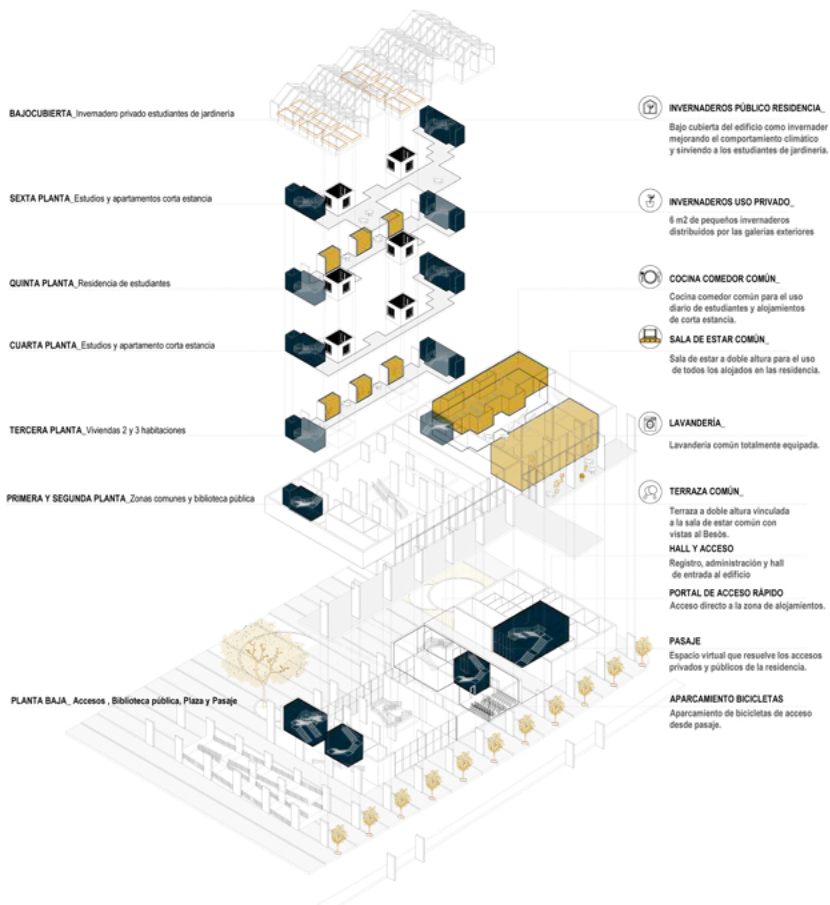 BAJOCUBIERTA_Invernadero privado estudiantes de jardinería
SEXTA PLANTA_Estudios y apartamentos corta estancia
QUINTA PLANTA_Residencia de estudiantes
CUARTA PLANTA_Estudios y apartamento corta estancia
TERCERA PLANTA_Viviendas 2 y 3 habitaciones
PRIMERA Y SEGUNDA PLANTA_Zonas comunes y biblioteca pública
PLANTA BAJA_ Accesos , Biblioteca pública, Plaza y Pasaje
INVERNADEROS PÚBLICO RESIDENCIA_
Bajo cubierta del edificio como invernader
mejorando el comportamiento climático
y sirviendo a los estudiantes de jardinería.
INVERNADEROS USO PRIVADO_
6 m2 de pequeños invernaderos
distribuidos por las galerías exteriores
COCINA COMEDOR COMÚN_
Cocina comedor común para el uso
diario de estudiantes y alojamientos
de corta estancia.
SALA DE ESTAR COMÚN_
Sala de estar a doble altura para el uso
de todos los alojados en las residencia.
LAVANDERÍA_
Lavandería común totalmente equipada.
TERRAZA COMÚN_
Terraza a doble altura vinculada
a la sala de estar común con
vistas al Besòs.
HALL Y ACCESO
Registro, administración y hall
de entrada al edificio
PORTAL DE ACCESO RÁPIDO
Acceso directo a la zona de alojamientos.
PASAJE
Espacio virtual que resuelve los accesos
privados y públicos de la residencia.
APARCAMIENTO BICICLETAS
Aparcamiento de bicicletas de acceso
desde pasaje.